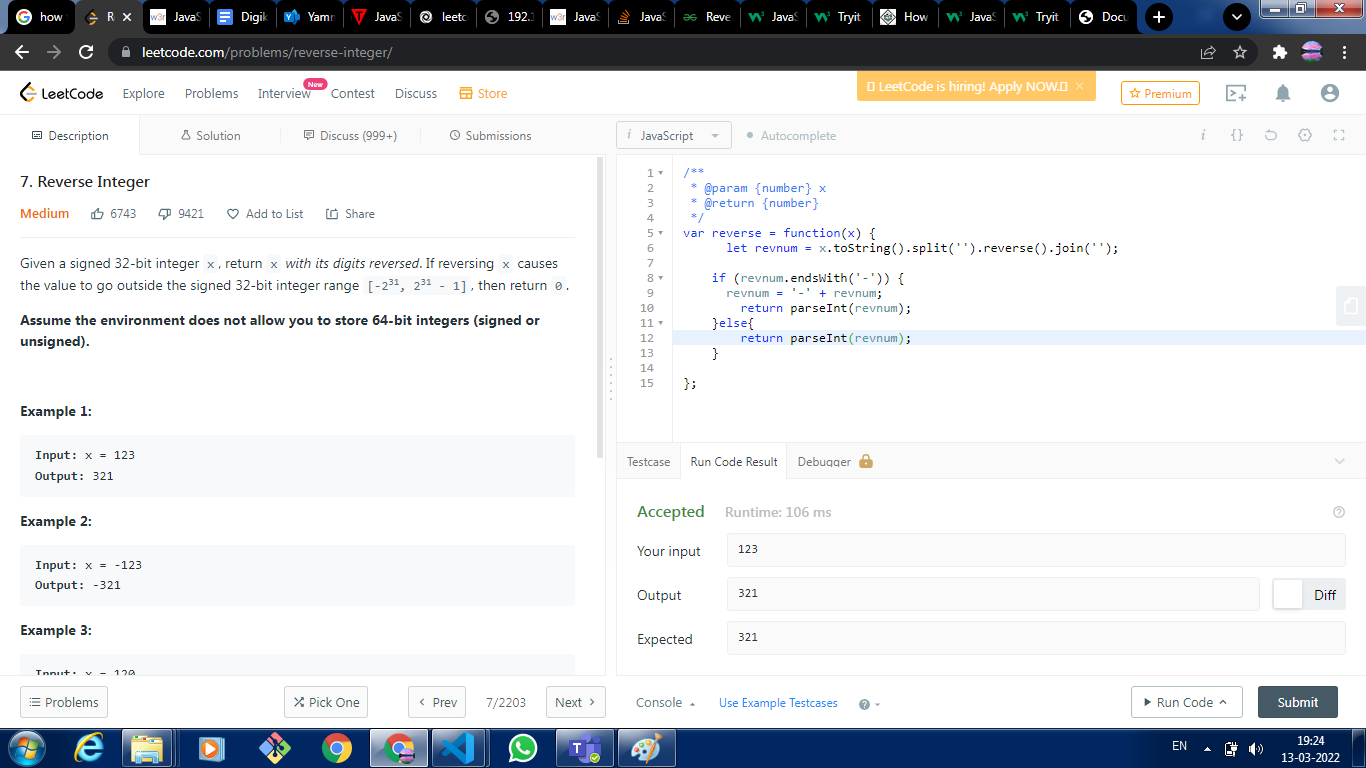 how
R
JavaS
Digik
Yamr
JavaS
leetc
192.
JavaS
JavaS
Reve
JavaS
Tryit
How
JavaS
Tryit
Docu
leetcode.com/problems/reverse-integer/
LeetCode Explore Problems Interview New Contest Discuss Store
LeetCode is hiring! Apply NOW. ×
Premium
Description Solution Discuss (999+) Submissions
7. Reverse Integer
Medium 6743 9421 Add to List Share
Given a signed 32-bit integer x, return x with its digits reversed. If reversing x causes
the value to go outside the signed 32-bit integer range [-2³¹, 2³¹ - 1], then return 0.
Assume the environment does not allow you to store 64-bit integers (signed or
unsigned).
Example 1:
Input: x = 123
Output: 321
Example 2:
Input: x = -123
Output: -321
Example 3:
Input: x = 120
Problems Pick One Prev 7/2203 Next
i JavaScript Autocomplete
1 /**
2  * @param {number} x
3  * @return {number}
4  */
5 var reverse = function(x) {
6       let revnum = x.toString().split('').reverse().join('');
7
8     if (revnum.endsWith('-')) {
9       revnum = '-' + revnum;
10         return parseInt(revnum);
11     }else{
12         return parseInt(revnum);
13     }
14
15 };
Testcase Run Code Result Debugger
Accepted Runtime: 106 ms
Your input 123
Output 321 Diff
Expected 321
Console Use Example Testcases Run Code Submit
EN 19:24
13-03-2022